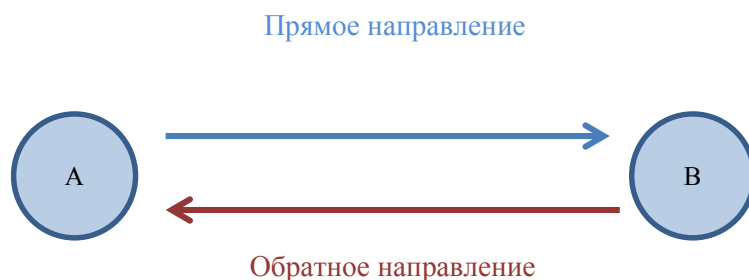 Прямое направление
A
B
Обратное направление